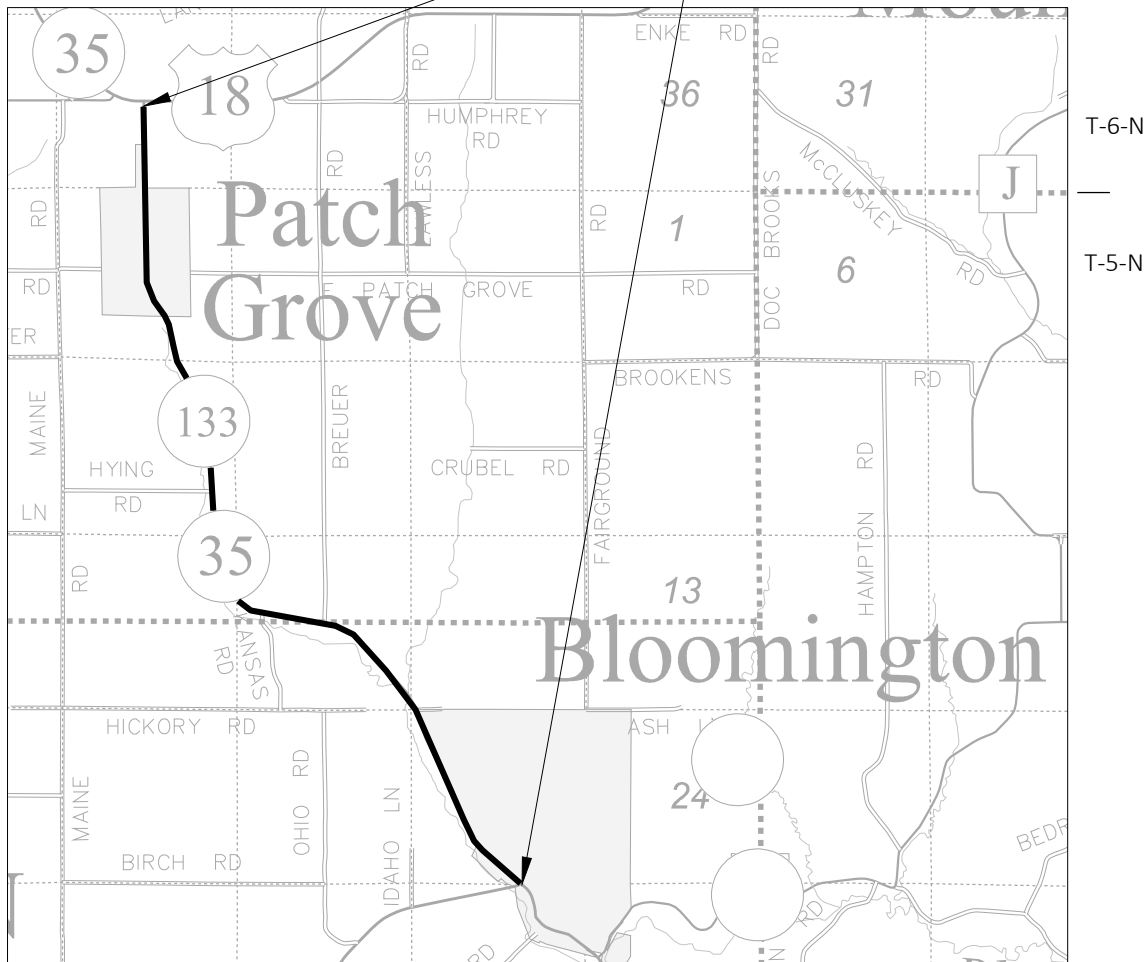 35
18
ENKE RD
RD
RD
36
31
HUMPHREY
RD
McCLUSKEY
RD
J
T-6-N
T-5-N
RD
RD
LAWLESS
Patch
Grove
RD
1
6
DOC BROOKS
RD
E PATCH GROVE RD
ER
MAINE
RD
BREUER
133
BROOKENS RD
HYING
RD
CRUBEL RD
LN
35
FAIRGROUND
HAMPTON RD
13
Bloomington
ANSAS
RD
HICKORY RD
ASH
MAINE
OHIO RD
IDAHO LN
24
BIRCH RD
BEDR
RD
RD
N